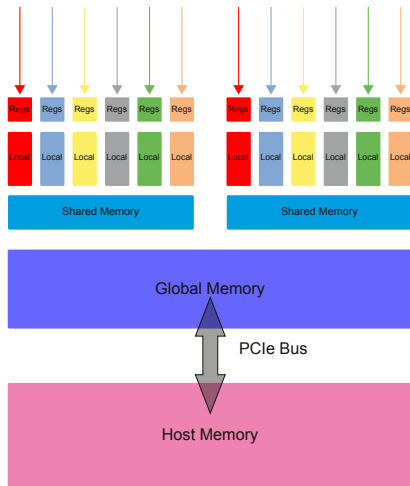 Regs Regs Regs Regs Regs Regs Regs Regs Regs Regs Regs Regs
Local Local Local Local Local Local Local Local Local Local Local Local
Shared Memory Shared Memory
Global Memory
PCIe Bus
Host Memory